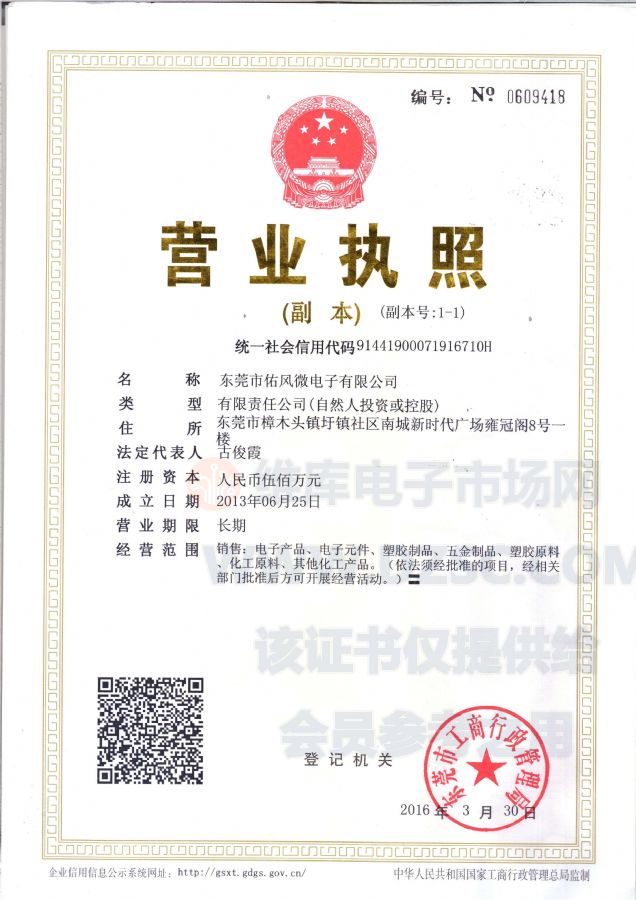 编号： Nº 0609418
营业执照
(副 本) (副本号:1-1)
统一社会信用代码91441900071916710H
名 称 东莞市佑风微电子有限公司
类 型 有限责任公司(自然人投资或控股)
住 所 东莞市樟木头镇圩镇社区南城新时代广场雍冠阁8号一
楼
法定代表人 古俊霞
注册资本 人民币伍佰万元
成立日期 2013年06月25日
营业期限 长期
经营范围 销售：电子产品、电子元件、塑胶制品、五金制品、塑胶原料
、化工原料、其他化工产品。（依法须经批准的项目，经相关
部门批准后方可开展经营活动。）
维库电子市场网
WWW.DZSC.COM
该证书仅提供给
会员参考之用
登记机关
东莞市工商行政管理局
2016 年 3 月 30 日
企业信用信息公示系统网址：http://gsxt.gdgs.gov.cn/
中华人民共和国国家工商行政管理总局监制